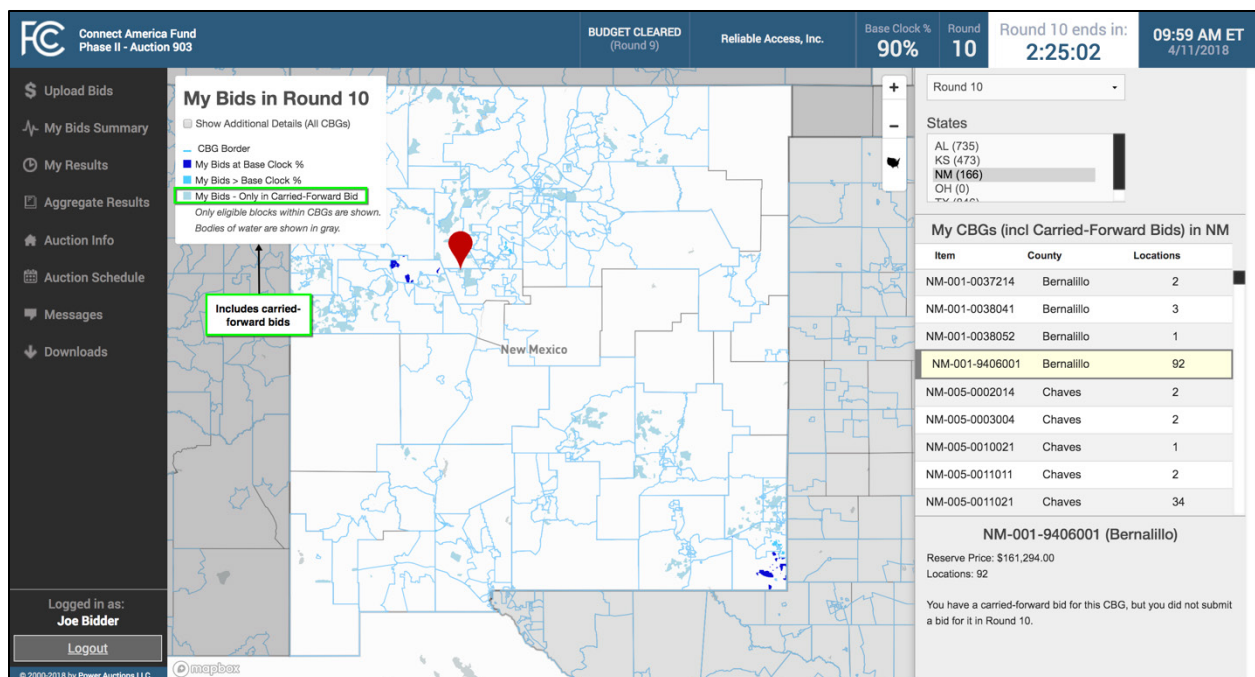 FCC
Connect America Fund
Phase II - Auction 903
BUDGET CLEARED
(Round 9)
Reliable Access, Inc.
Base Clock %
90%
Round
10
Round 10 ends in:
2:25:02
09:59 AM ET
4/11/2018
Upload Bids
My Bids Summary
My Results
Aggregate Results
Auction Info
Auction Schedule
Messages
Downloads
Logged in as:
Joe Bidder
Logout
© 2000-2018 by Power Auctions LLC
My Bids in Round 10
Show Additional Details (All CBGs)
CBG Border
My Bids at Base Clock %
My Bids > Base Clock %
My Bids - Only in Carried-Forward Bid
Only eligible blocks within CBGs are shown.
Bodies of water are shown in gray.
Includes carried-
forward bids
New Mexico
mapbox
+
−
Round 10
States
AL (735)
KS (473)
NM (166)
OH (0)
My CBGs (incl Carried-Forward Bids) in NM
Item County Locations
NM-001-0037214 Bernalillo 2
NM-001-0038041 Bernalillo 3
NM-001-0038052 Bernalillo 1
NM-001-9406001 Bernalillo 92
NM-005-0002014 Chaves 2
NM-005-0003004 Chaves 2
NM-005-0010021 Chaves 1
NM-005-0011011 Chaves 2
NM-005-0011021 Chaves 34
NM-001-9406001 (Bernalillo)
Reserve Price: $161,294.00
Locations: 92
You have a carried-forward bid for this CBG, but you did not submit
a bid for it in Round 10.